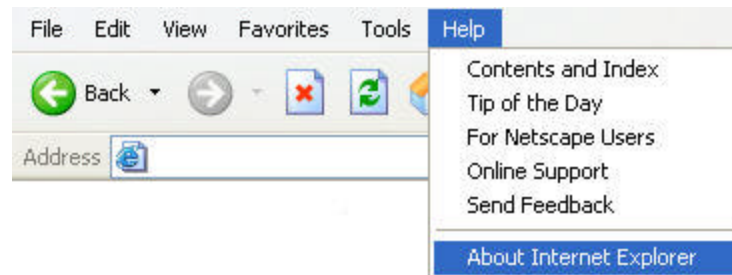 File Edit View Favorites Tools Help
Back
Address
Contents and Index
Tip of the Day
For Netscape Users
Online Support
Send Feedback
About Internet Explorer